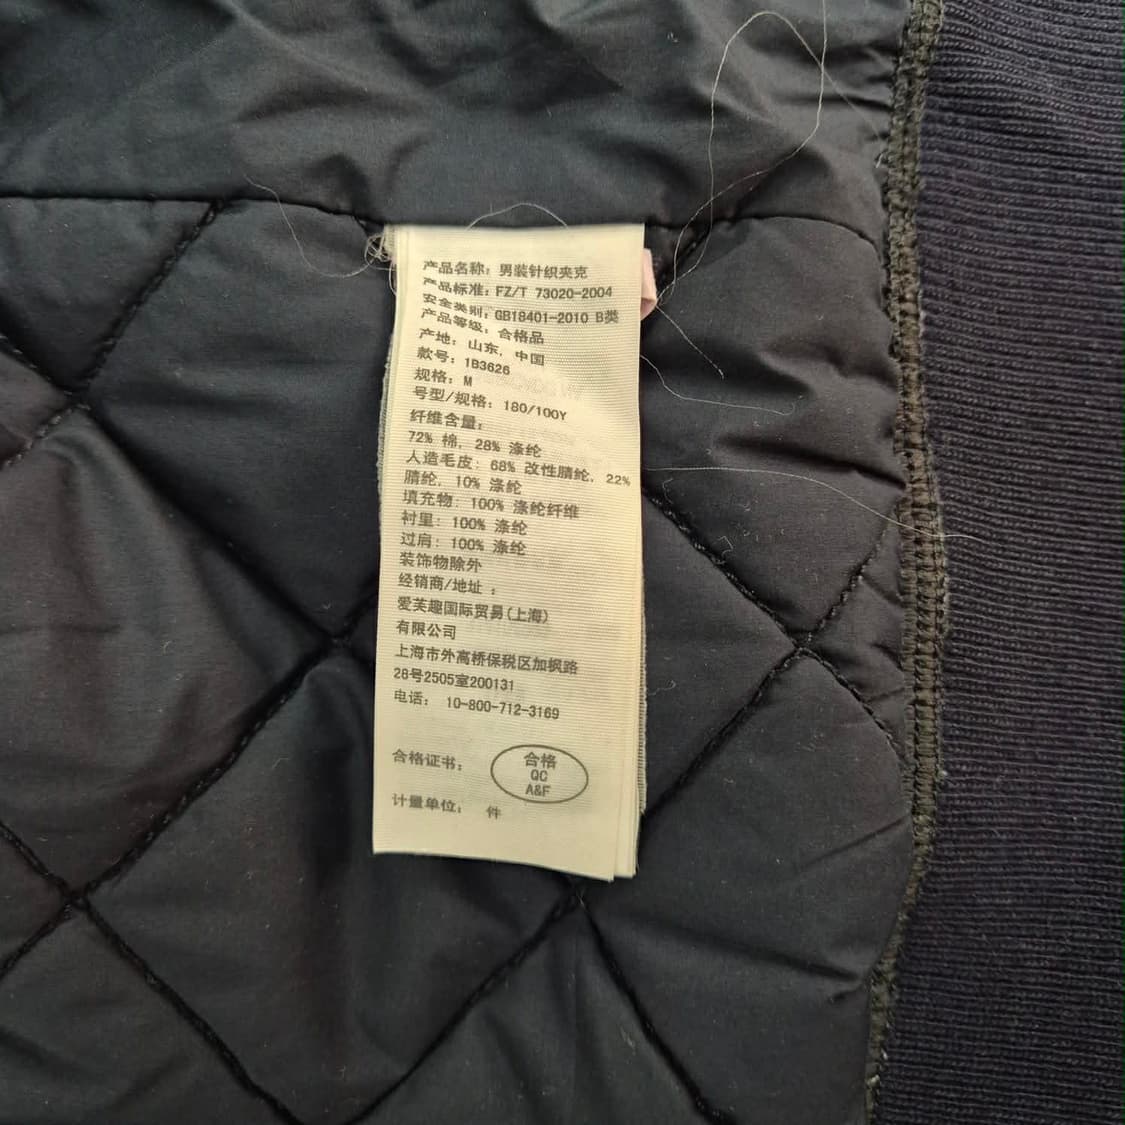 产品名称: 男装针织夹克
产品标准: FZ/T 73020-2004
安全类别: GB18401-2010 B类
产品等级: 合格品
产地: 山东, 中国
款号: 1B3626
规格: M
号型/规格: 180/100Y
纤维含量:
72% 棉, 28% 涤纶
人造毛皮: 68% 改性腈纶, 22%
腈纶, 10% 涤纶
填充物: 100% 涤纶纤维
衬里: 100% 涤纶
过肩: 100% 涤纶
装饰物除外
经销商/地址 :
爱芙趣国际贸易(上海)
有限公司
上海市外高桥保税区加枫路
28号2505室200131
电话: 10-800-712-3169
合格证书:
合格
QC
A&F
计量单位: 件